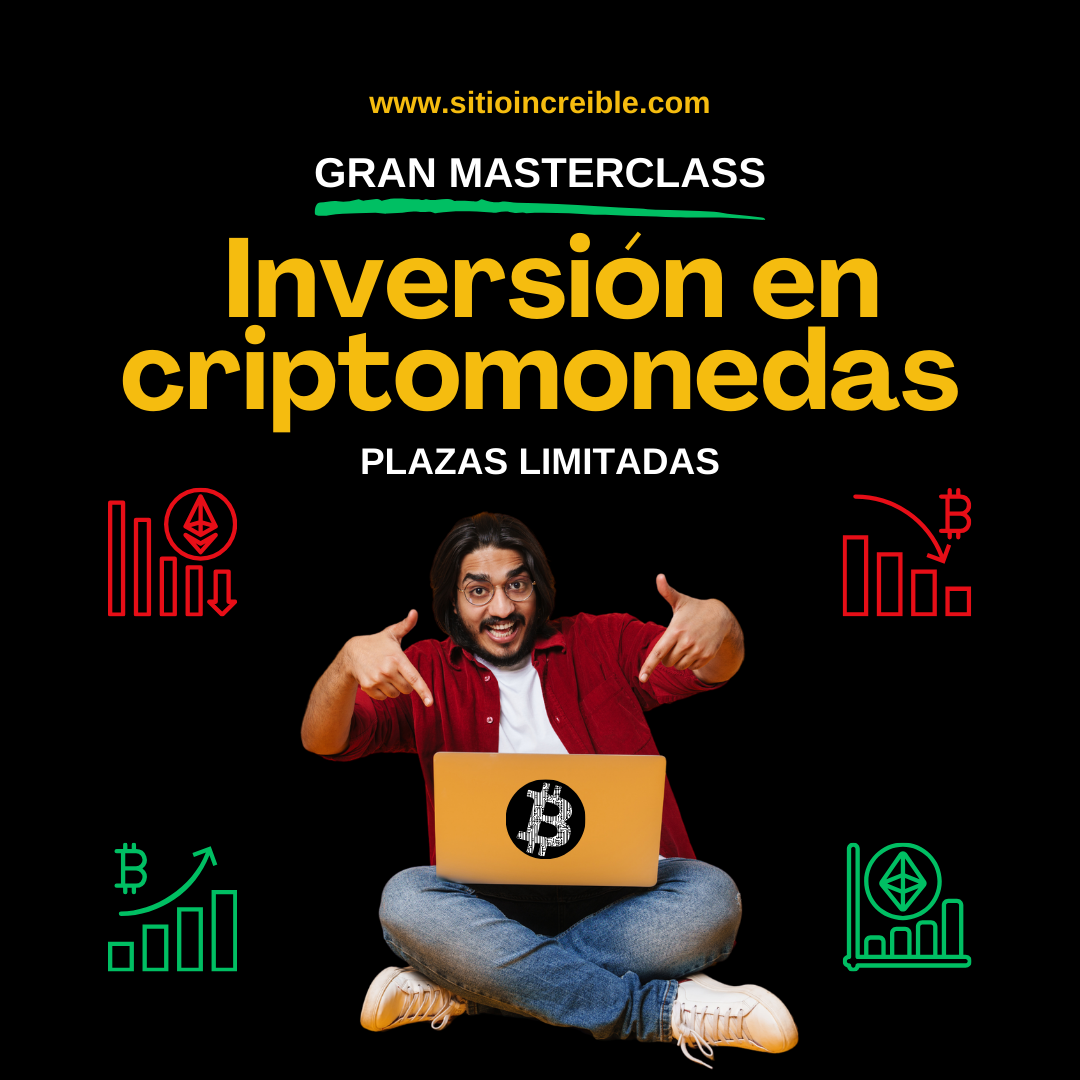 www.sitioincreible.com
GRAN MASTERCLASS
Inversión en
criptomonedas
PLAZAS LIMITADAS